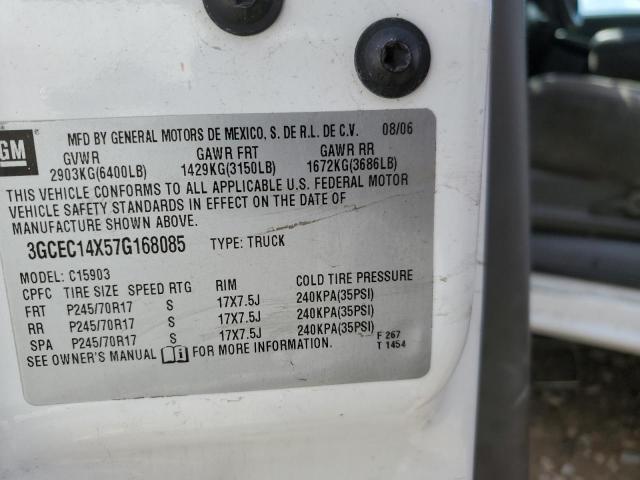 GM
MFD BY GENERAL MOTORS DE MEXICO, S. DE R.L. DE C.V. 08/06
GVWR GAWR FRT GAWR RR
2903KG(6400LB) 1429KG(3150LB) 1672KG(3686LB)
THIS VEHICLE CONFORMS TO ALL APPLICABLE U.S. FEDERAL MOTOR
VEHICLE SAFETY STANDARDS IN EFFECT ON THE DATE OF
MANUFACTURE SHOWN ABOVE.
3GCEC14X57G168085 TYPE: TRUCK
MODEL: C15903
CPFC TIRE SIZE SPEED RTG RIM COLD TIRE PRESSURE
FRT P245/70R17 S 17X7.5J 240KPA(35PSI)
RR P245/70R17 S 17X7.5J 240KPA(35PSI)
SPA P245/70R17 S 17X7.5J 240KPA(35PSI)
SEE OWNER'S MANUAL FOR MORE INFORMATION.
F 267
T 1454